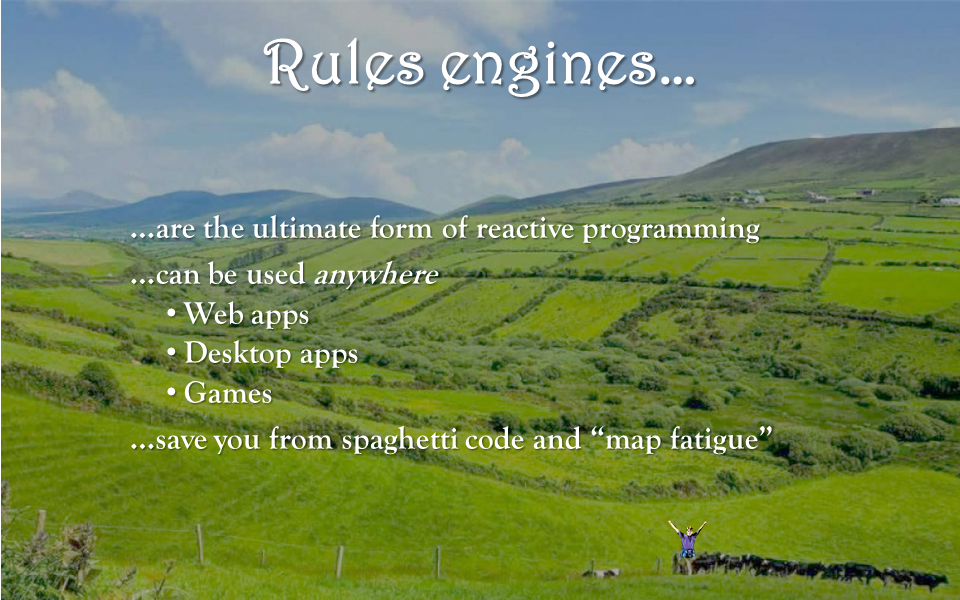 Rules engines…
…are the ultimate form of reactive programming
…can be used anywhere
• Web apps
• Desktop apps
• Games
…save you from spaghetti code and “map fatigue”